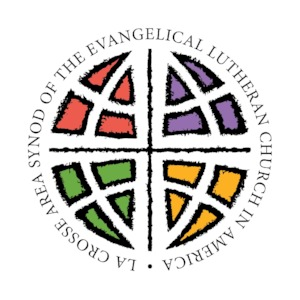 LA CROSSE AREA SYNOD OF THE EVANGELICAL LUTHERAN CHURCH IN AMERICA •